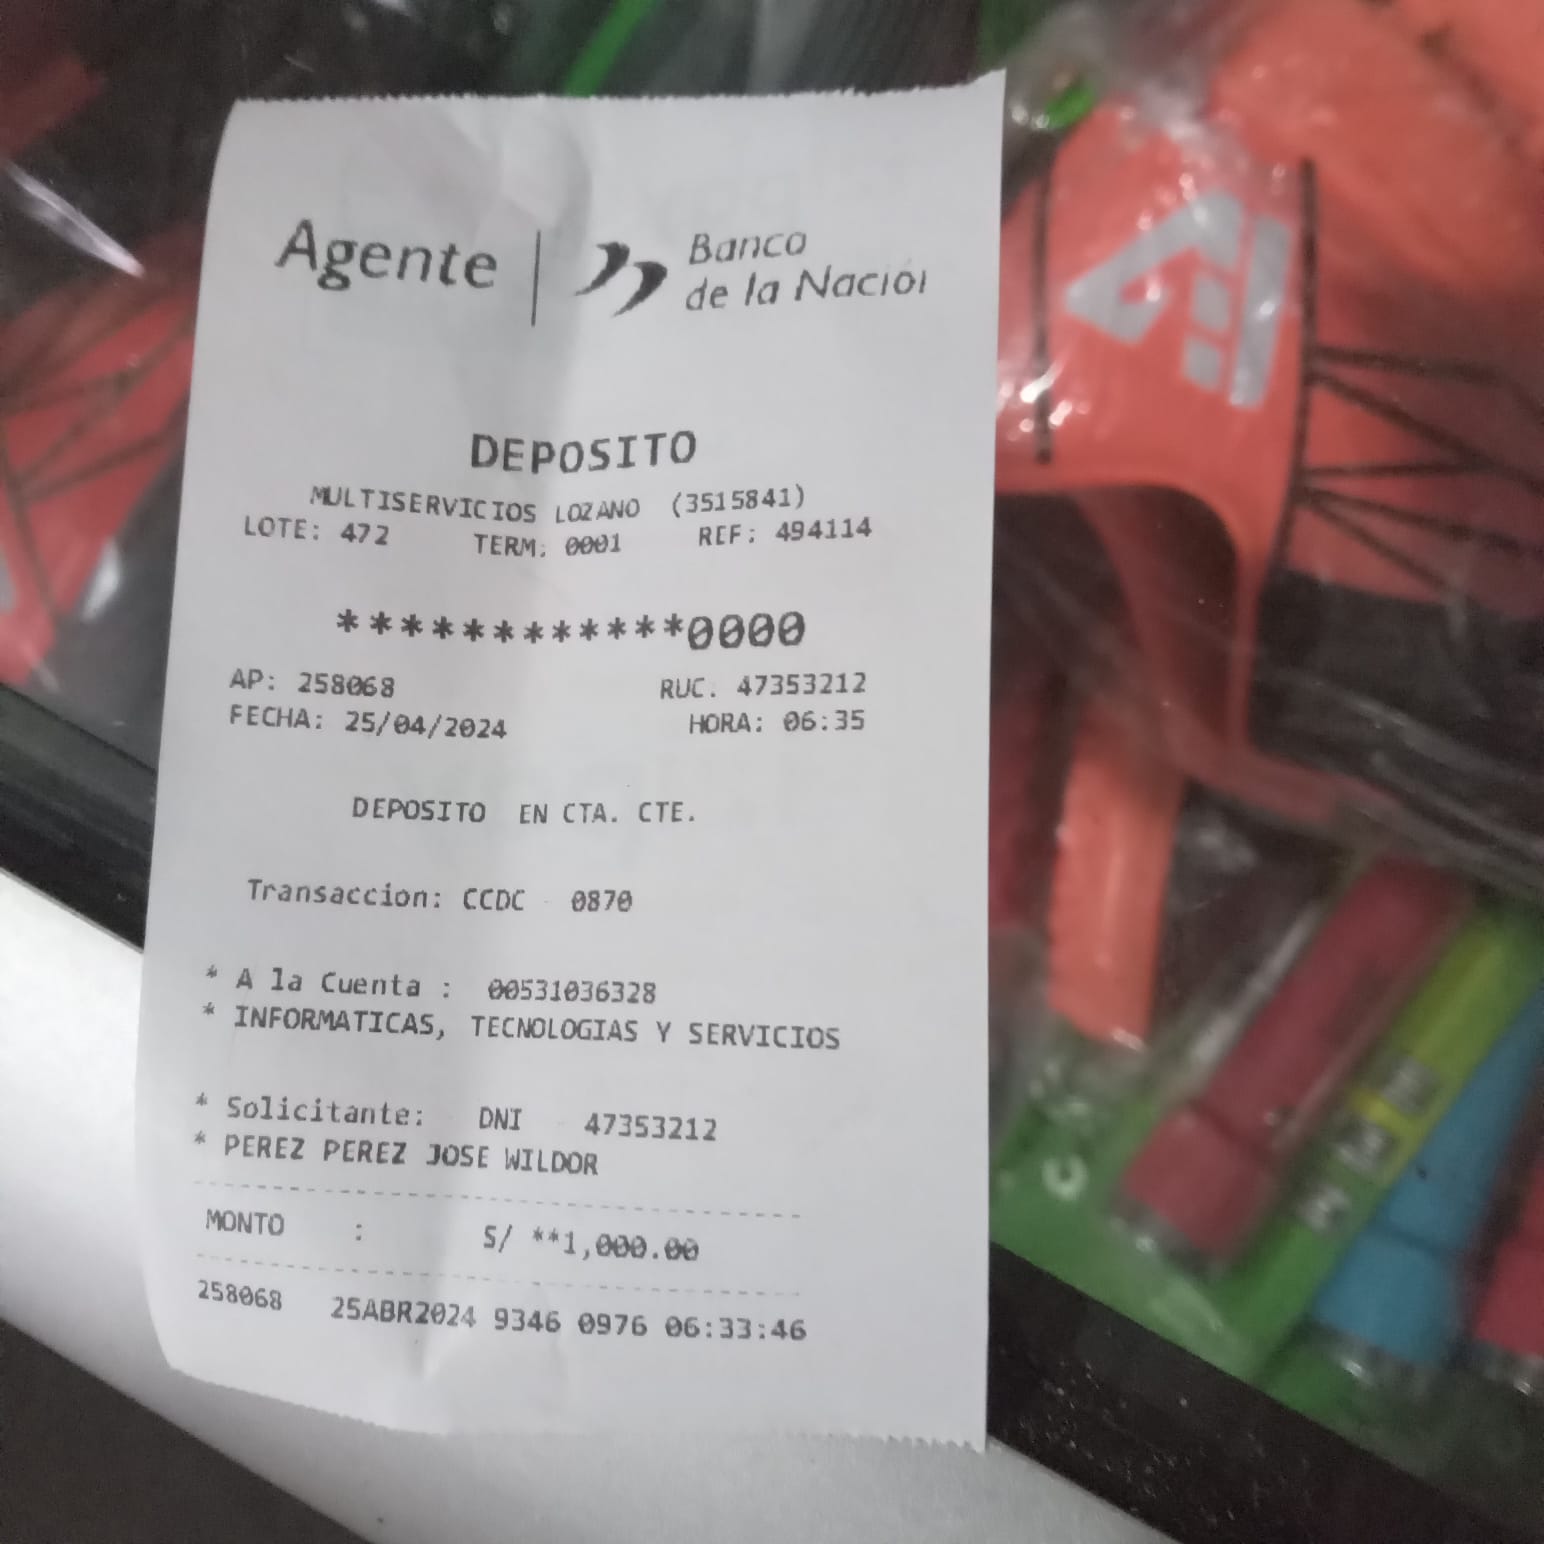 Agente
Banco
de la Nación
DEPOSITO
MULTISERVICIOS LOZANO (3515841)
LOTE: 472 TERM: 0001 REF: 494114
************0000
AP: 258068 RUC. 47353212
FECHA: 25/04/2024 HORA: 06:35
DEPOSITO EN CTA. CTE.
Transaccion: CCDC 0870
* A la Cuenta : 00531036328
* INFORMATICAS, TECNOLOGIAS Y SERVICIOS
* Solicitante: DNI 47353212
* PEREZ PEREZ JOSE WILDOR
MONTO : S/ **1,000.00
258068 25ABR2024 9346 0976 06:33:46